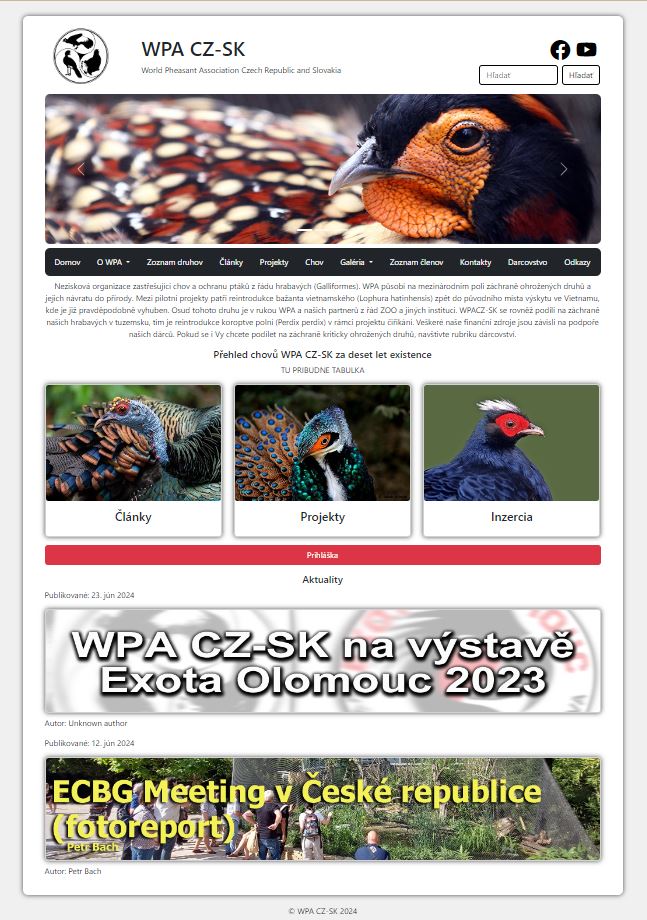 WPA CZ-SK
World Pheasant Association Czech Republic and Slovakia
Hľadať
Hľadať
Domov
O WPA
Zoznam druhov
Články
Projekty
Chov
Galéria
Zoznam členov
Kontakty
Darcovstvo
Odkazy
Nezisková organizace zastřešující chov a ochranu ptáků z řádu hrabavých (Galliformes). WPA působí na mezinárodním poli záchrané ohrožených druhů a
jejich návratu do přírody. Mezi pilotní projekty patří reintrodukce bažanta vietnamského (Lophura hatinhensis) zpět do původního místa výskytu ve Vietnamu,
kde je již pravděpodobně vyhuben. Osud tohoto druhu je v rukou WPA a našich partnerů z řad ZOO a jiných institucí. WPACZ-SK se rovněž podílí na záchraně
našich hrabavých v tuzemsku, tím je reintrodukce koroptve polní (Perdix perdix) v rámci projektu čiřikání. Veškeré naše finanční zdroje jsou závislí na podpoře
našich dárců. Pokud se i Vy chcete podílet na záchraně kriticky ohrožených druhů, navštivte rubriku dárcovství.
Přehled chovů WPA CZ-SK za deset let existence
TU PRIBUDNE TABULKA
Články
Projekty
Inzercia
Prihláška
Aktuality
Publikované: 23. jún 2024
WPA CZ-SK na výstavě
Exota Olomouc 2023
Autor: Unknown author
Publikované: 12. jún 2024
ECBG Meeting v České republice
(fotoreport)
Petr Bach
Autor: Petr Bach
© WPA CZ-SK 2024